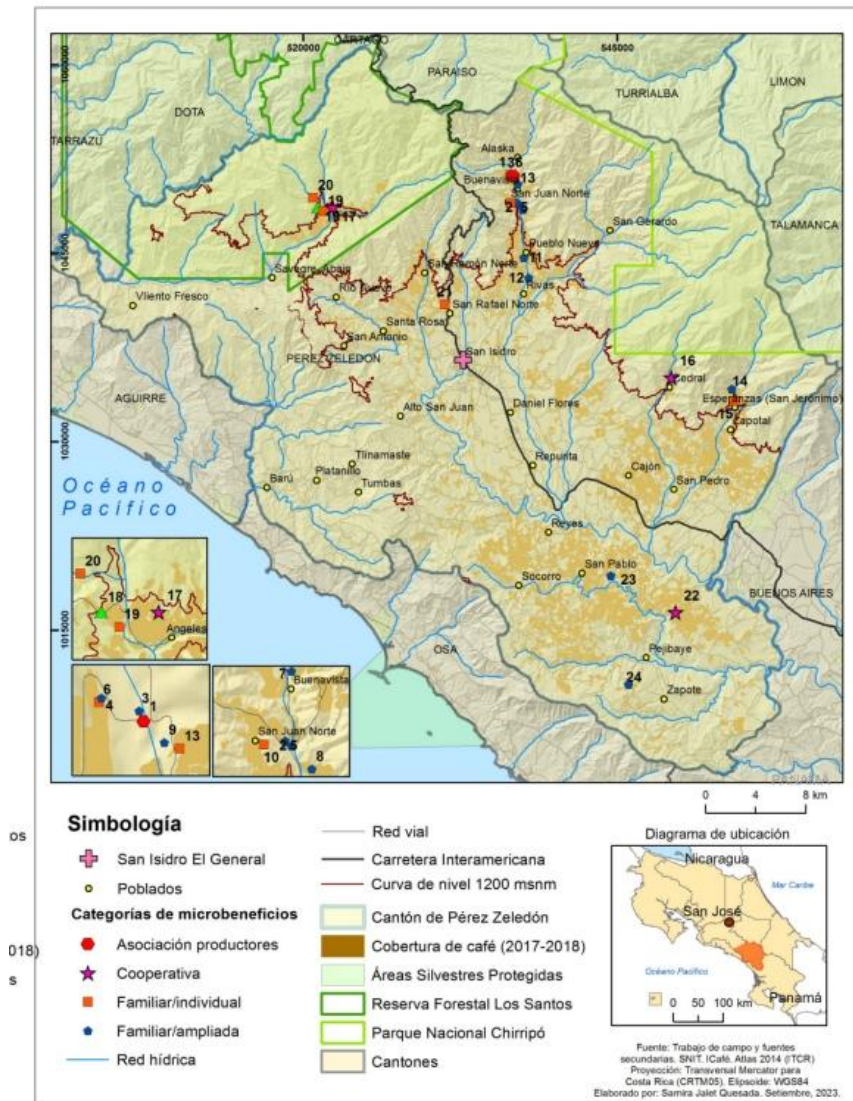 520000
545000
1060000
1045000
1030000
1015000
CARTAGO
PARAISO
TURRIALBA
LIMON
DOTA
TARRAZU
TALAMANCA
Alaska
136
Buenavista
13
San Juan Norte
2 5
20
19
18 17
San Gerardo
Pueblo Nuevo
11
12
Rivas
Savegre Abajo
San Ramón Norte
Río Nuevo
21
San Rafael Norte
Viento Fresco
Santa Rosa
San Antonio
PEREZ ZELEDON
San Isidro
AGUIRRE
16
Cedral
14
Esperanzas (San Jerónimo)
15
Zapotal
Alto San Juan
Daniel Flores
Tinamaste
Platanillo
Barú
Tumbas
Repunta
Cajón
San Pedro
Océano
Pacífico
Reyes
San Pablo
Socorro
23
22
BUENOS AIRES
OSA
Pejibaye
24
Zapote
20
18
19
17
Angeles
6
4
3
1
9
13
7
Buenavista
San Juan Norte
2 5
10
8
0 4 8 km
os
018)
s
Simbología
San Isidro El General
Poblados
Categorías de microbeneficios
Asociación productores
Cooperativa
Familiar/individual
Familiar/ampliada
Red hídrica
Red vial
Carretera Interamericana
Curva de nivel 1200 msnm
Cantón de Pérez Zeledón
Cobertura de café (2017-2018)
Áreas Silvestres Protegidas
Reserva Forestal Los Santos
Parque Nacional Chirripó
Cantones
Diagrama de ubicación
Nicaragua
Mar Caribe
San José
Océano Pacífico
Panamá
0 50 100 km
Fuente: Trabajo de campo y fuentes
secundarias. SNIT. ICafé. Atlas 2014 (ITCR)
Proyección: Transversal Mercator para
Costa Rica (CRTM05). Elipsoide: WGS84
Elaborado por: Samira Jalet Quesada. Setiembre, 2023.